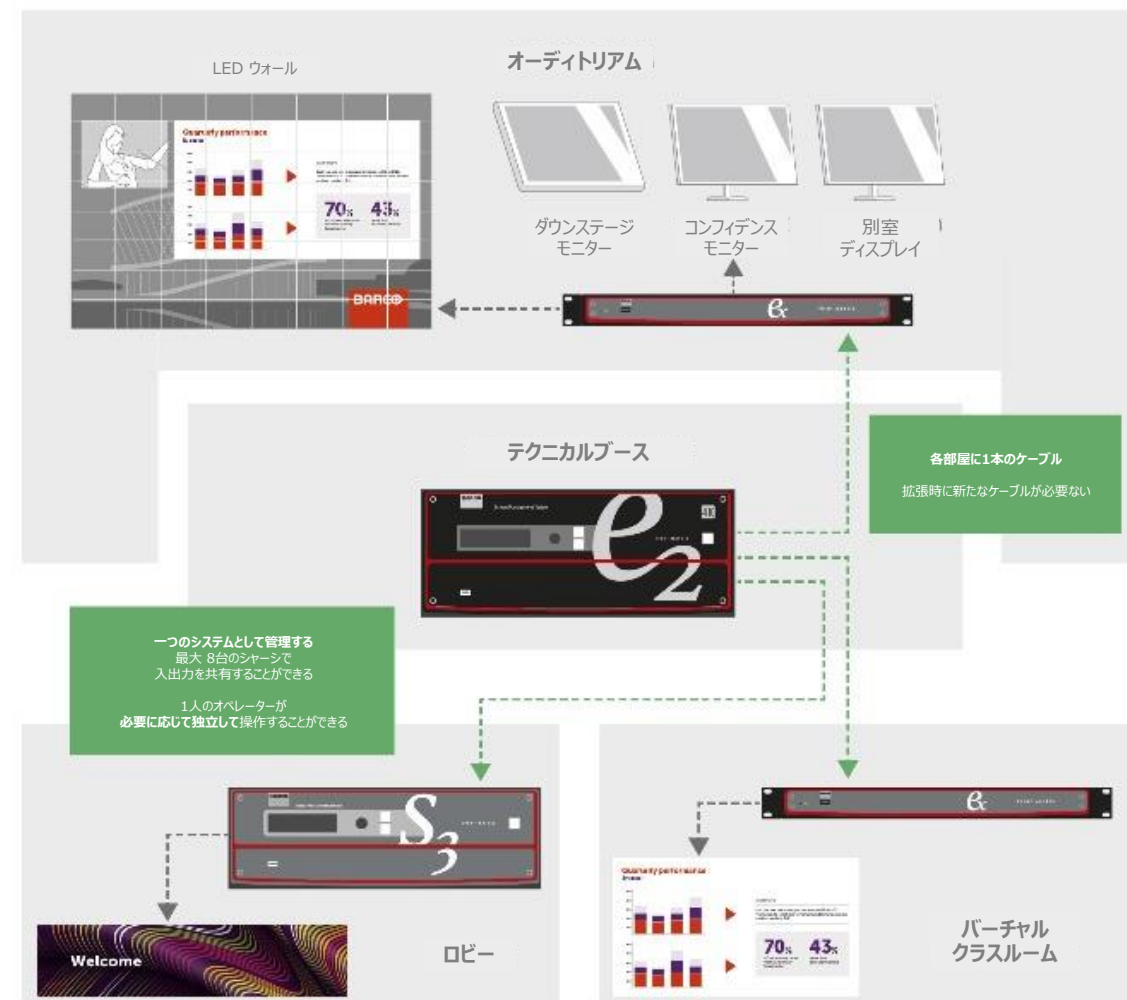 オーディトリアム
LED ウォール
Quarterly performance
70%
43%
BARCO
ダウンステージ
モニター
コンフィデンス
モニター
別室
ディスプレイ
ex
テクニカルブース
各部屋に1本のケーブル
拡張時に新たなケーブルが必要ない
4K
e2
一つのシステムとして管理する
最大 8台のシャーシで
入出力を共有することができる
1人のオペレーターが
必要に応じて独立して操作することができる
S3
Welcome
ロビー
ex
Quarterly performance
70%
43%
バーチャル
クラスルーム